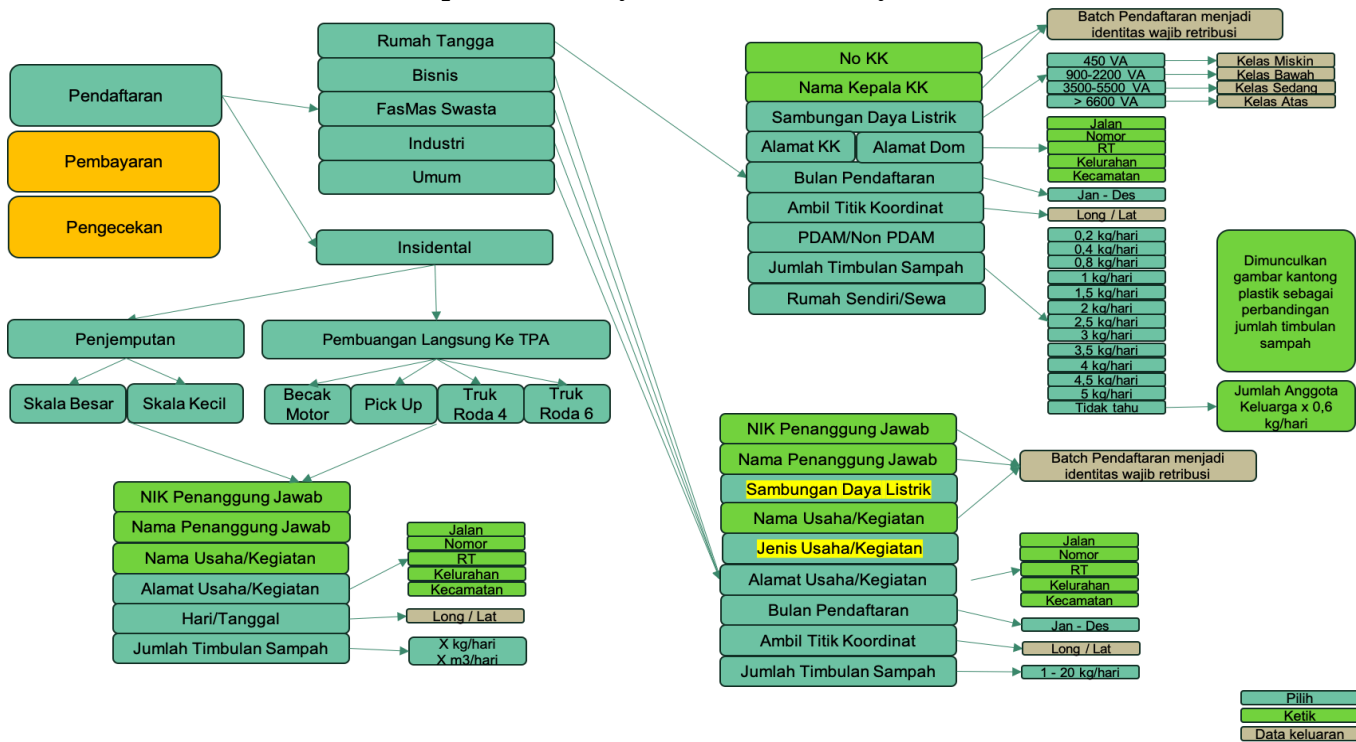 Pendaftaran
Pembayaran
Pengecekan
Rumah Tangga
Bisnis
FasMas Swasta
Industri
Umum
Insidental
Penjemputan
Pembuangan Langsung Ke TPA
Skala Besar
Skala Kecil
Becak
Motor
Pick Up
Truk
Roda 4
Truk
Roda 6
NIK Penanggung Jawab
Nama Penanggung Jawab
Nama Usaha/Kegiatan
Alamat Usaha/Kegiatan
Hari/Tanggal
Jumlah Timbulan Sampah
Jalan
Nomor
RT
Kelurahan
Kecamatan
Long / Lat
X kg/hari
X m3/hari
No KK
Nama Kepala KK
Sambungan Daya Listrik
Alamat KK
Alamat Dom
Bulan Pendaftaran
Ambil Titik Koordinat
PDAM/Non PDAM
Jumlah Timbulan Sampah
Rumah Sendiri/Sewa
Batch Pendaftaran menjadi
identitas wajib retribusi
450 VA
900-2200 VA
3500-5500 VA
> 6600 VA
Kelas Miskin
Kelas Bawah
Kelas Sedang
Kelas Atas
Jalan
Nomor
RT
Kelurahan
Kecamatan
Jan - Des
Long / Lat
0,2 kg/hari
0,4 kg/hari
0,8 kg/hari
1 kg/hari
1,5 kg/hari
2 kg/hari
2,5 kg/hari
3 kg/hari
3,5 kg/hari
4 kg/hari
4,5 kg/hari
5 kg/hari
Tidak tahu
Dimunculkan
gambar kantong
plastik sebagai
perbandingan
jumlah timbulan
sampah
Jumlah Anggota
Keluarga x 0,6
kg/hari
NIK Penanggung Jawab
Nama Penanggung Jawab
Sambungan Daya Listrik
Nama Usaha/Kegiatan
Jenis Usaha/Kegiatan
Alamat Usaha/Kegiatan
Bulan Pendaftaran
Ambil Titik Koordinat
Jumlah Timbulan Sampah
Batch Pendaftaran menjadi
identitas wajib retribusi
Jalan
Nomor
RT
Kelurahan
Kecamatan
Jan - Des
Long / Lat
1 - 20 kg/hari
Pilih
Ketik
Data keluaran